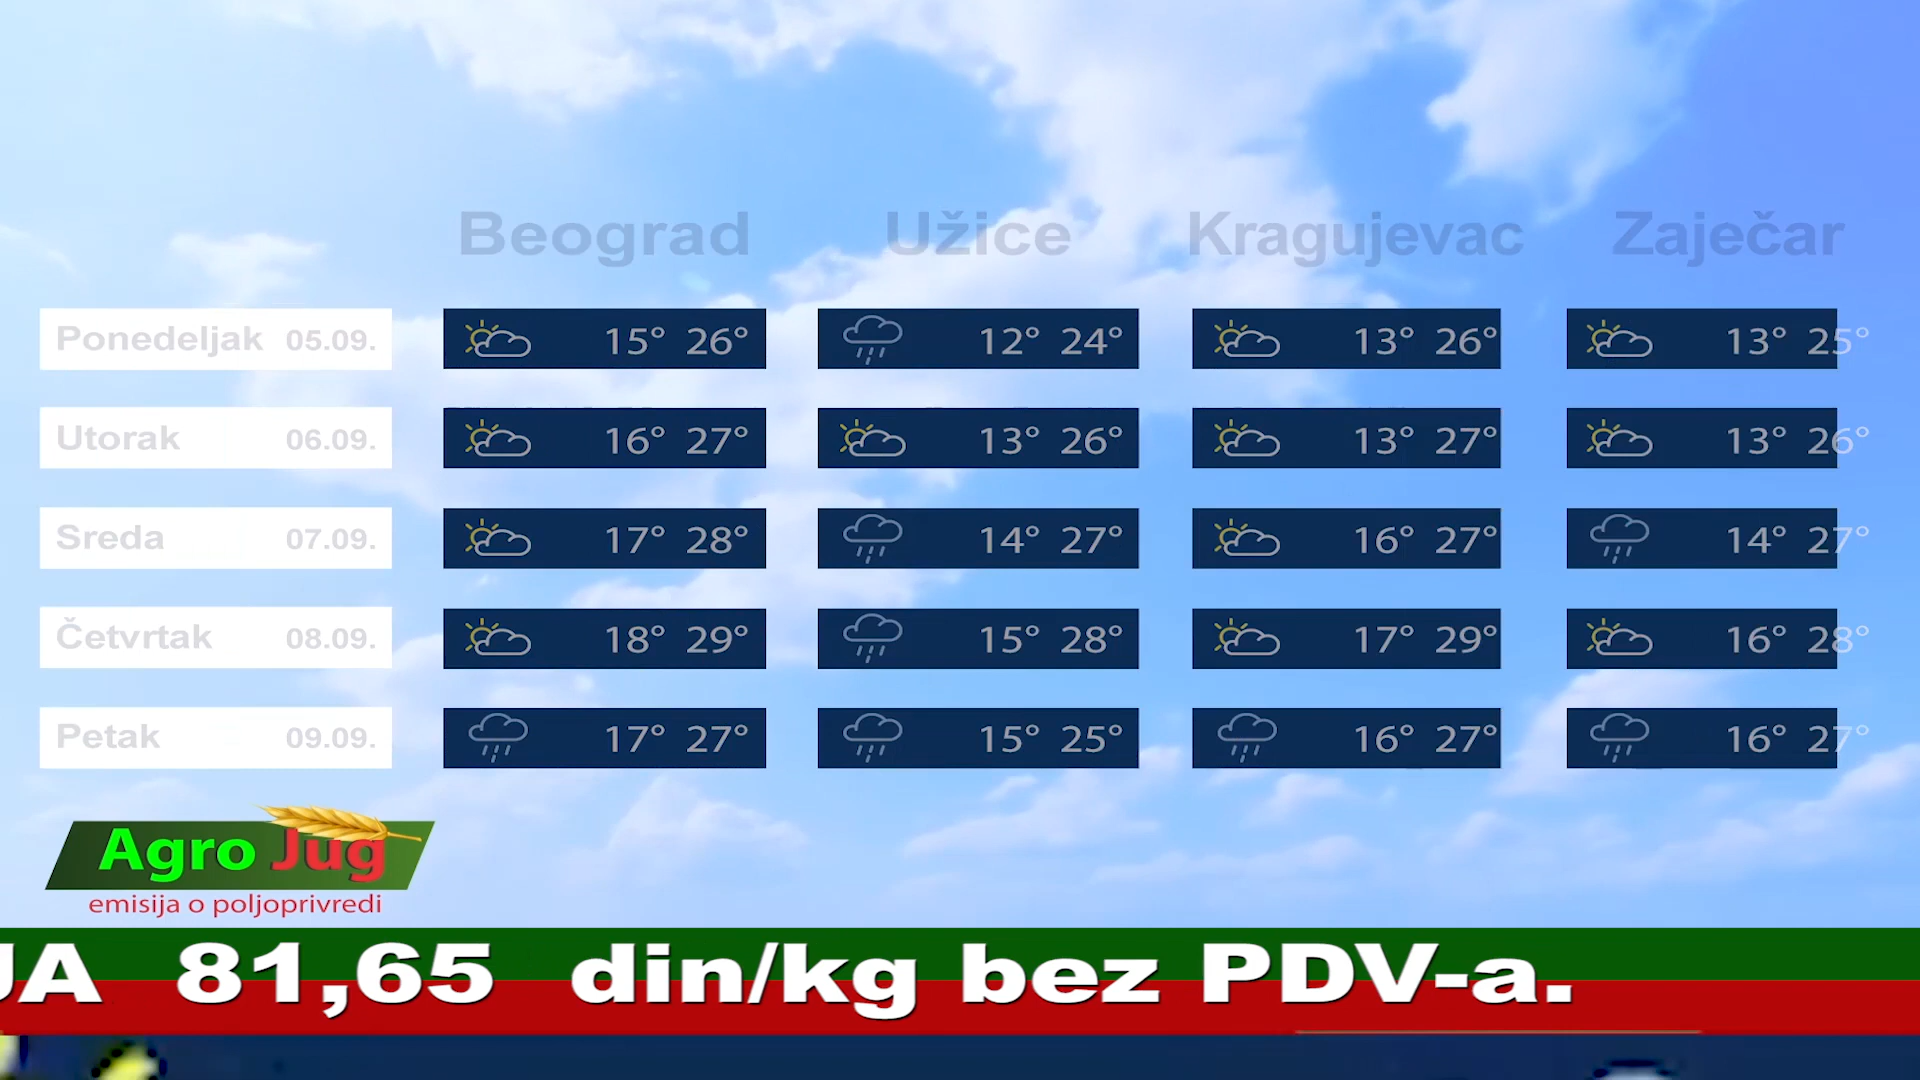 Beograd Užice Kragujevac Zaječar
Ponedeljak 05.09. 15° 26° 12° 24° 13° 26° 13° 25°
Utorak 06.09. 16° 27° 13° 26° 13° 27° 13° 26°
Sreda 07.09. 17° 28° 14° 27° 16° 27° 14° 27°
Četvrtak 08.09. 18° 29° 15° 28° 17° 29° 16° 28°
Petak 09.09. 17° 27° 15° 25° 16° 27° 16° 27°
Agro Jug
emisija o poljoprivredi
81,65 din/kg bez PDV-a.